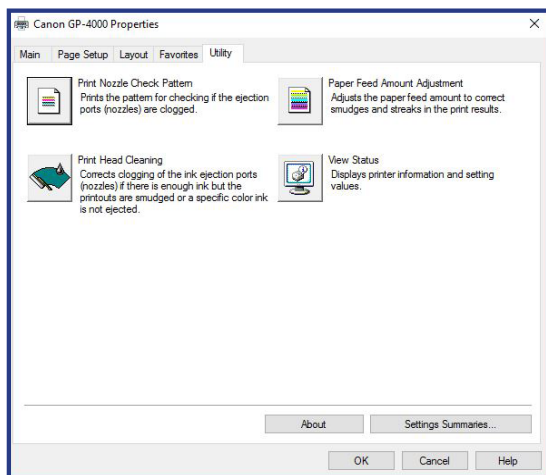 Canon GP-4000 Properties
Main Page Setup Layout Favorites Utility
Print Nozzle Check Pattern
Prints the pattern for checking if the ejection
ports (nozzles) are clogged.
Paper Feed Amount Adjustment
Adjusts the paper feed amount to correct
smudges and streaks in the print results.
Print Head Cleaning
Corrects clogging of the ink ejection ports
(nozzles) if there is enough ink but the
printouts are smudged or a specific color ink
is not ejected.
View Status
Displays printer information and setting
values.
About Settings Summaries...
OK Cancel Help